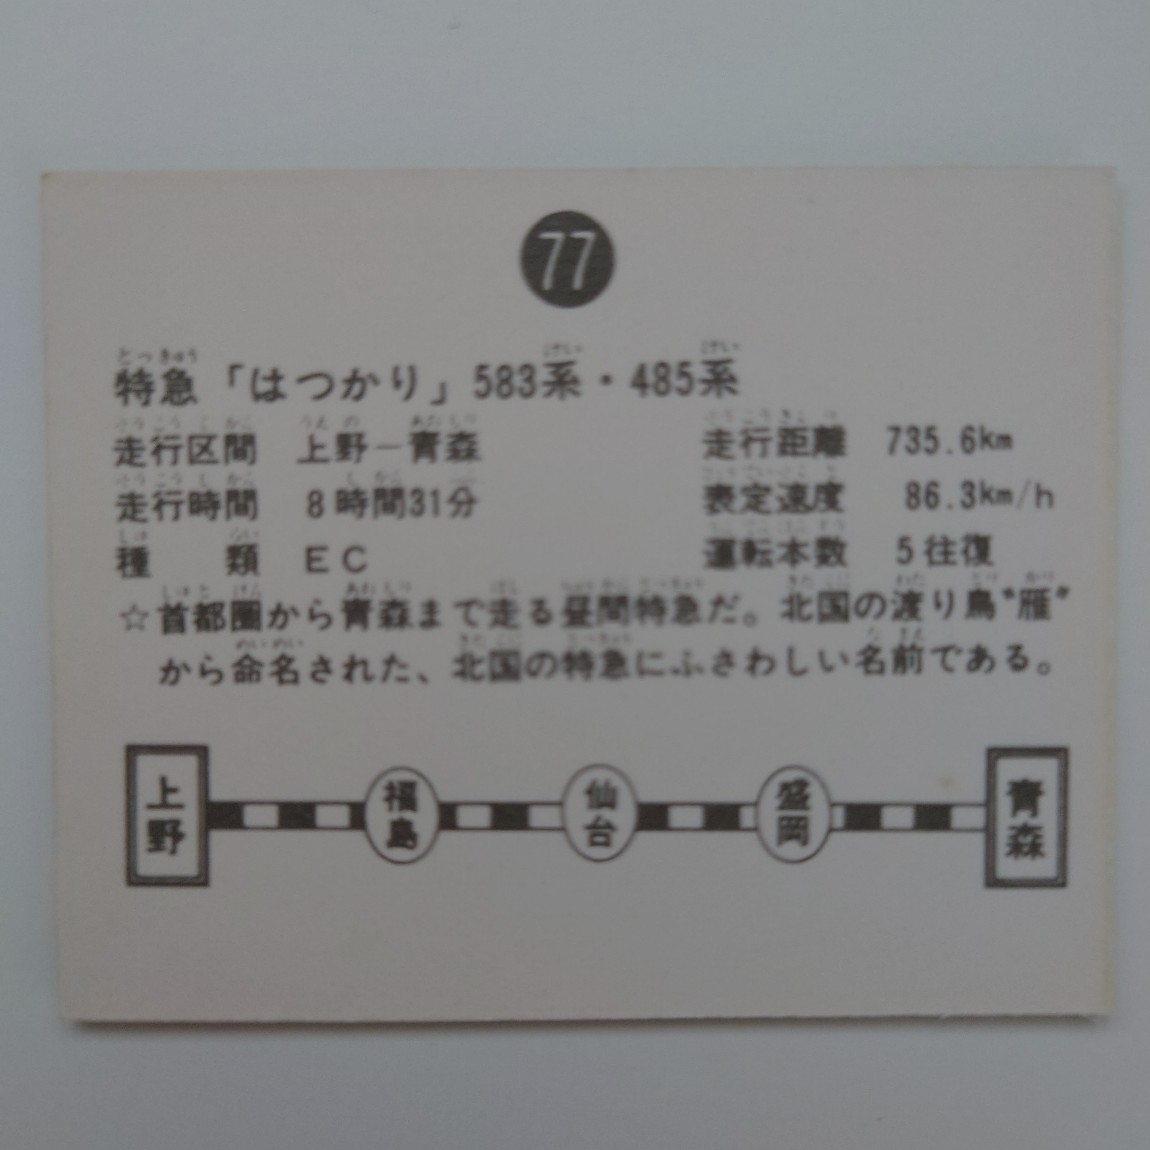 77
特急「はつかり」583系・485系
走行区間 上野－青森 走行距離 735.6km
走行時間 8時間31分 表定速度 86.3km/h
種類 EC 運転本数 5往復
☆首都圏から青森まで走る昼間特急だ。北国の渡り鳥“雁”
から命名された、北国の特急にふさわしい名前である。
上野 福島 仙台 盛岡 青森